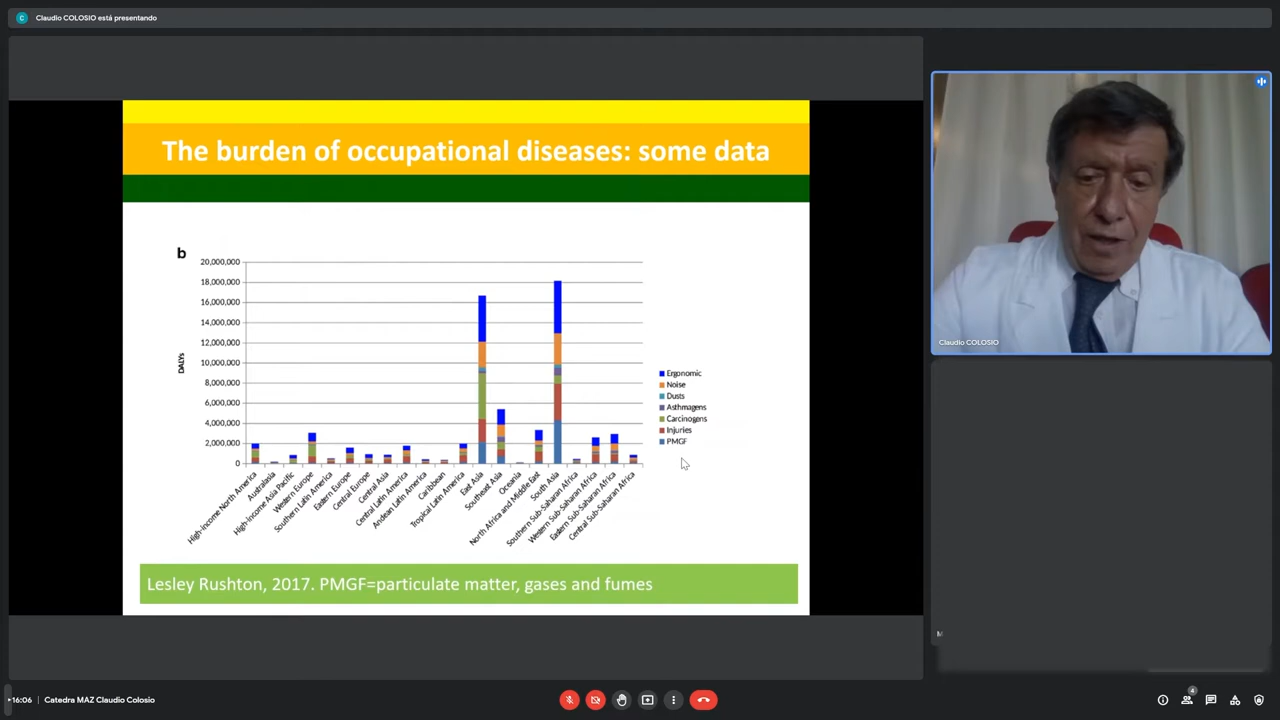 C
Claudio COLOSIO está presentando
The burden of occupational diseases: some data
b
20,000,000
18,000,000
16,000,000
14,000,000
12,000,000
10,000,000
8,000,000
6,000,000
4,000,000
2,000,000
0
DALYs
High-income North America
Australasia
High-income Asia Pacific
Western Europe
Southern Latin America
Eastern Europe
Central Europe
Central Asia
Central Latin America
Andean Latin America
Caribbean
Tropical Latin America
East Asia
Southeast Asia
Oceania
North Africa and Middle East
South Asia
Southern Sub-Saharan Africa
Western Sub-Saharan Africa
Eastern Sub-Saharan Africa
Central Sub-Saharan Africa
Ergonomic
Noise
Dusts
Asthmagens
Carcinogens
Injuries
PMGF
Lesley Rushton, 2017. PMGF=particulate matter, gases and fumes
Claudio COLOSIO
M
16:06 | Catedra MAZ Claudio Colosio
4